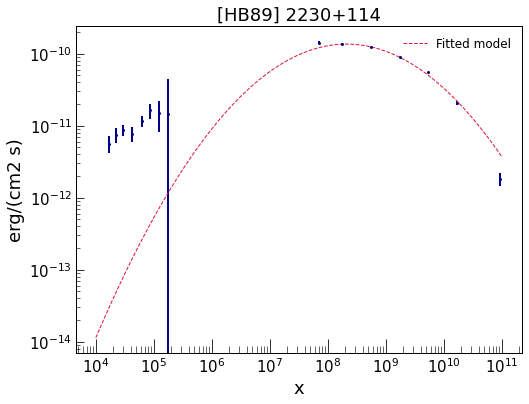 [HB89] 2230+114
Fitted model
erg/(cm2 s)
10⁻¹⁰
10⁻¹¹
10⁻¹²
10⁻¹³
10⁻¹⁴
10⁴ 10⁵ 10⁶ 10⁷ 10⁸ 10⁹ 10¹⁰ 10¹¹
x